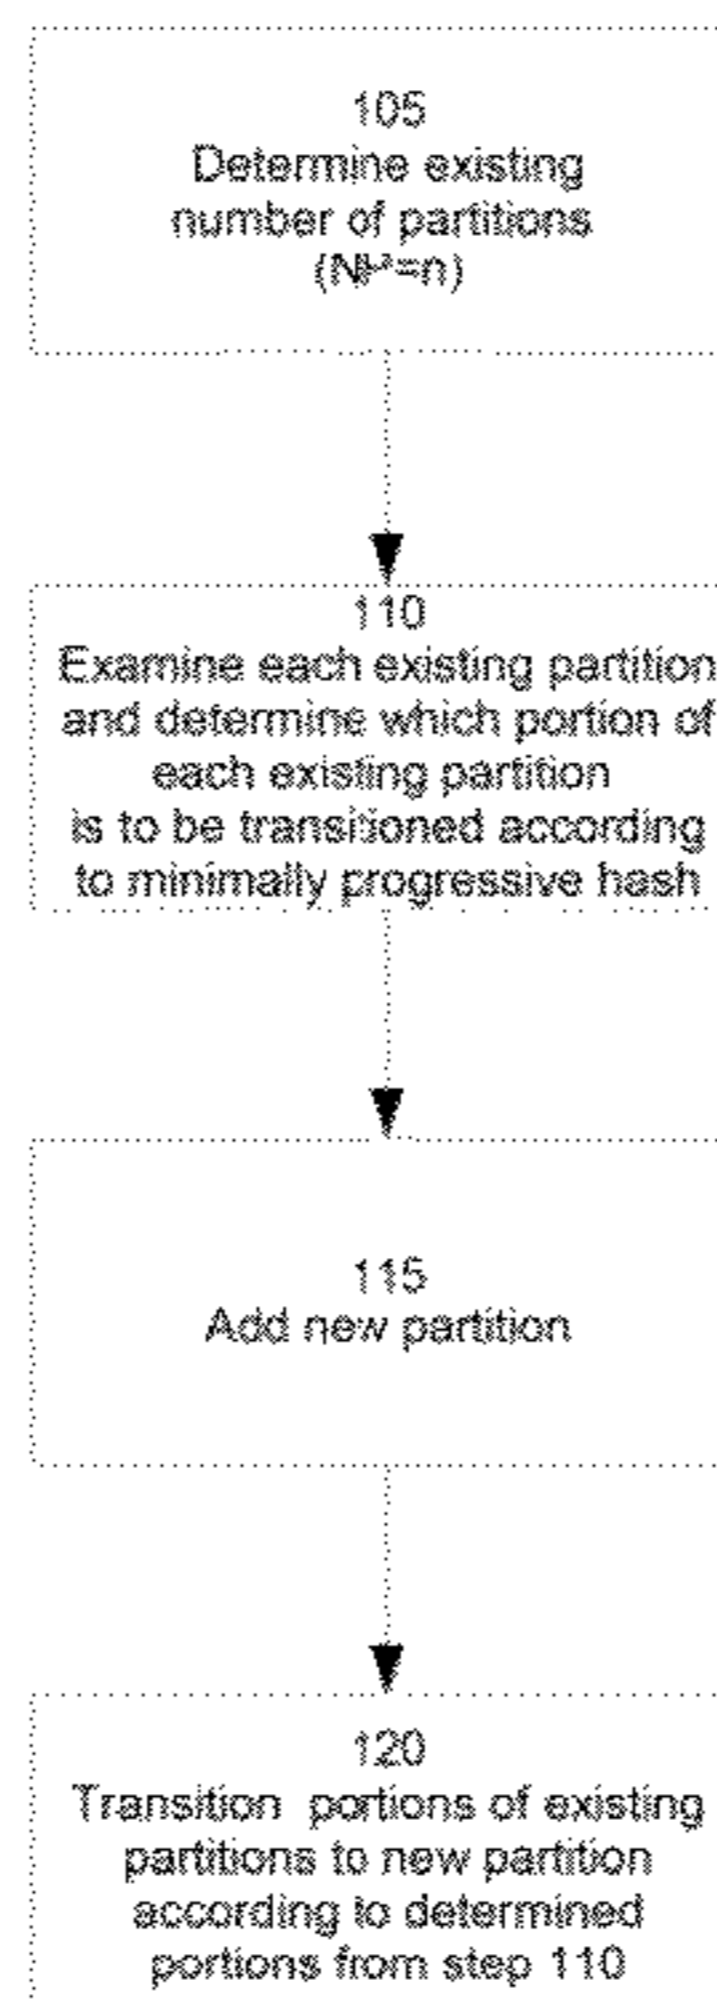 105
Determine existing
number of partitions
110
Examine each existing partition
and determine which portion of
each existing partition
is to be transitioned according
to minimally progressive hash
115
Add new partition
120
Transition portions of existing
partitions to new partition
according to determined
portions from step 110